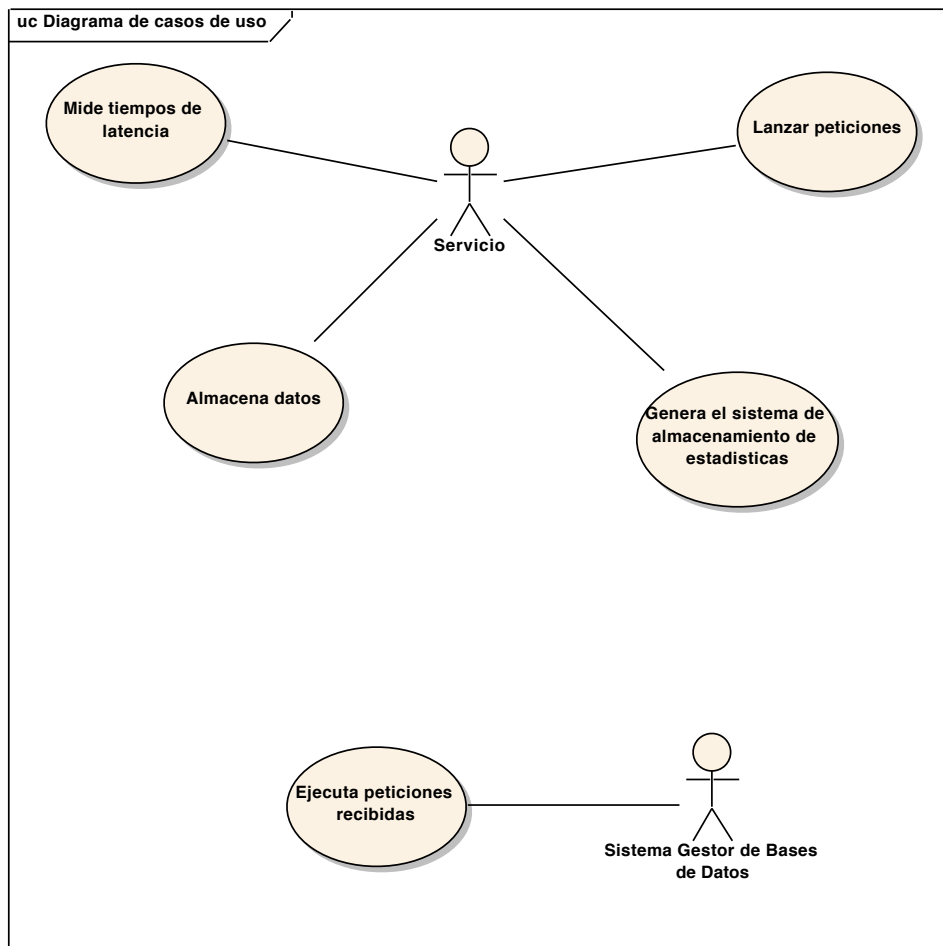 uc Diagrama de casos de uso
Mide tiempos de
latencia
Lanzar peticiones
Servicio
Almacena datos
Genera el sistema de
almacenamiento de
estadisticas
Ejecuta peticiones
recibidas
Sistema Gestor de Bases
de Datos